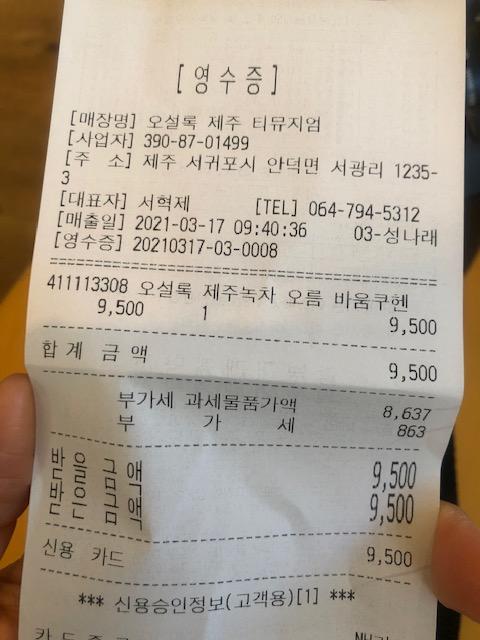 [영수증]
[매장명] 오설록 제주 티뮤지엄
[사업자] 390-87-01499
[주 소] 제주 서귀포시 안덕면 서광리 1235-
3
[대표자] 서혁제 [TEL] 064-794-5312
[매출일] 2021-03-17 09:40:36 03-성나래
[영수증] 20210317-03-0008
411113308 오설록 제주녹차 오름 바움쿠헨
9,500 1 9,500
합계 금액 9,500
부가세 과세물품가액 8,637
부 가 세 863
받을금액 9,500
받은금액 9,500
신용 카드 9,500
*** 신용승인정보(고객용)[1] ***